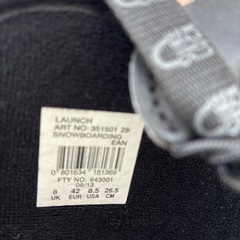 LAUNCH
ART NO: 351501 29
SNOWBOARDING
EAN
0 801634 181369
FTY NO: 643001
08/13
8 42 8.5 26.5
UK EUR USA CM